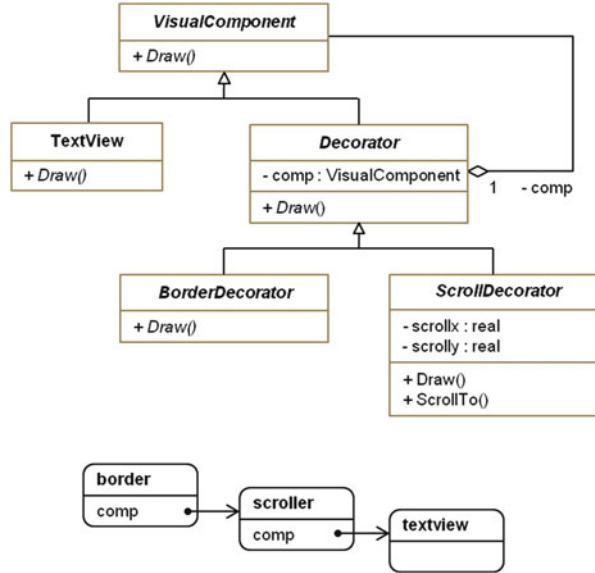 VisualComponent
+ Draw()
TextView
+ Draw()
Decorator
- comp : VisualComponent
+ Draw()
1 - comp
BorderDecorator
+ Draw()
ScrollDecorator
- scrollx : real
- scrolly : real
+ Draw()
+ ScrollTo()
border
comp
scroller
comp
textview